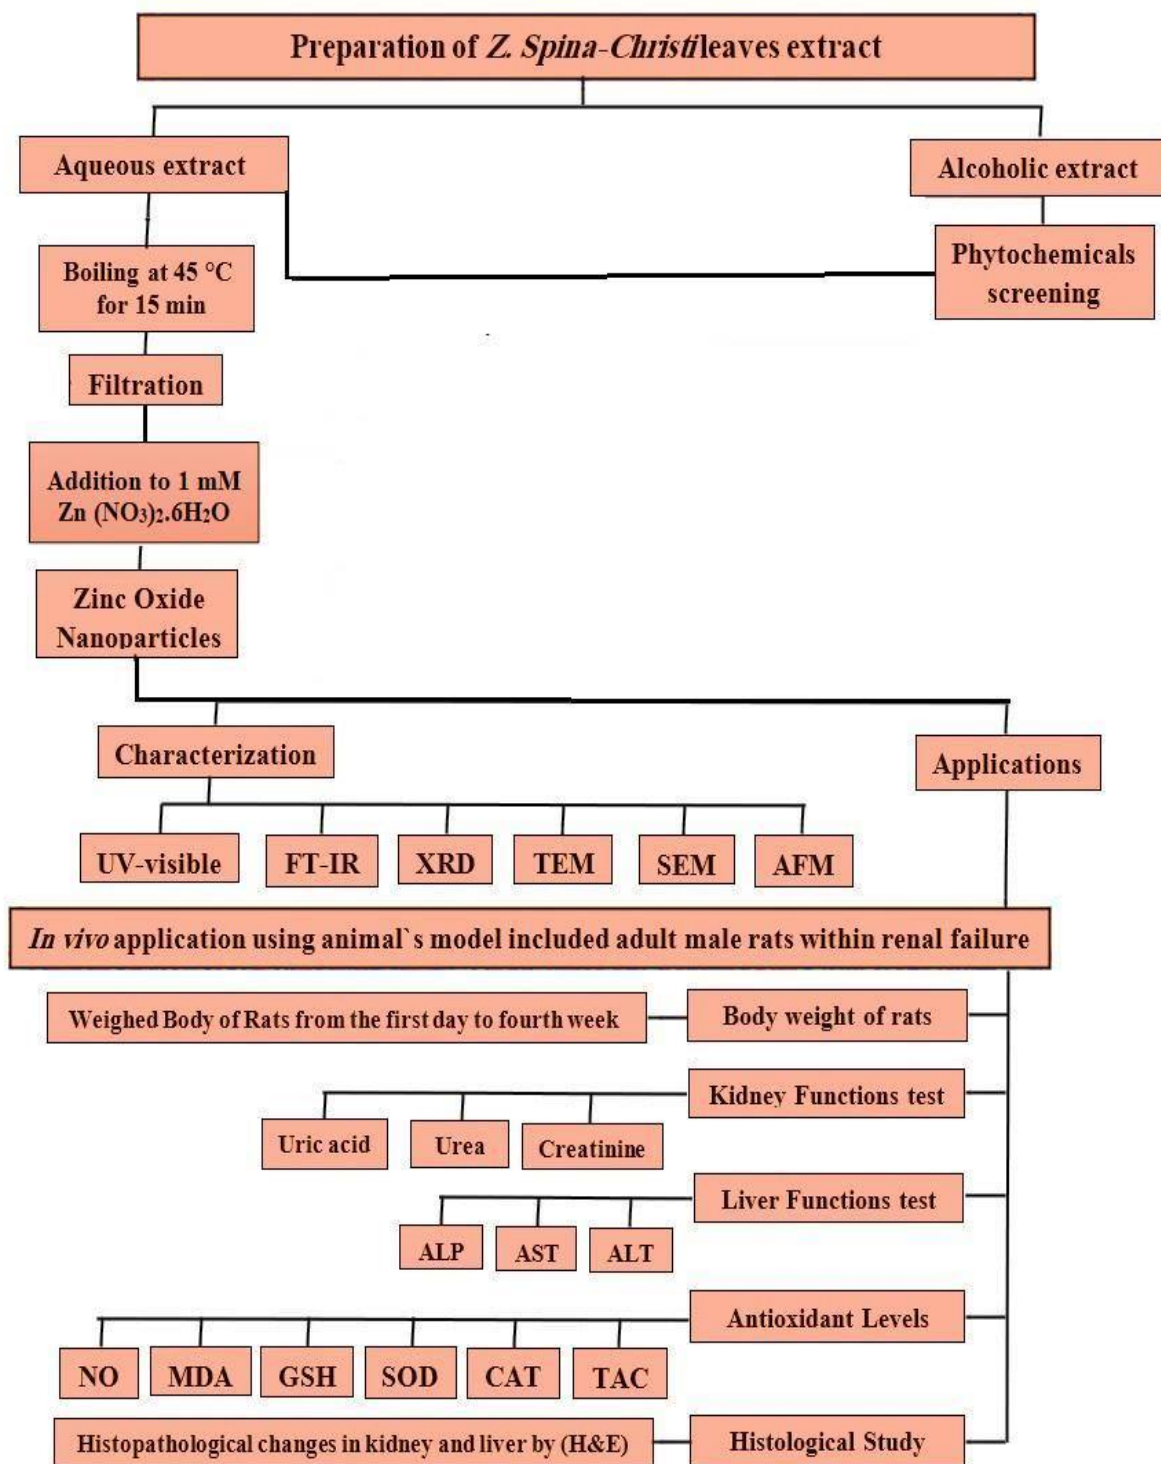 Preparation of Z. Spina-Christi leaves extract
Aqueous extract
Alcoholic extract
Boiling at 45 °C
for 15 min
Phytochemicals
screening
Filtration
Addition to 1 mM
Zn (NO₃)₂.6H₂O
Zinc Oxide
Nanoparticles
Characterization
Applications
UV-visible
FT-IR
XRD
TEM
SEM
AFM
In vivo application using animal`s model included adult male rats within renal failure
Weighed Body of Rats from the first day to fourth week
Body weight of rats
Kidney Functions test
Uric acid
Urea
Creatinine
Liver Functions test
ALP
AST
ALT
Antioxidant Levels
NO
MDA
GSH
SOD
CAT
TAC
Histopathological changes in kidney and liver by (H&E)
Histological Study